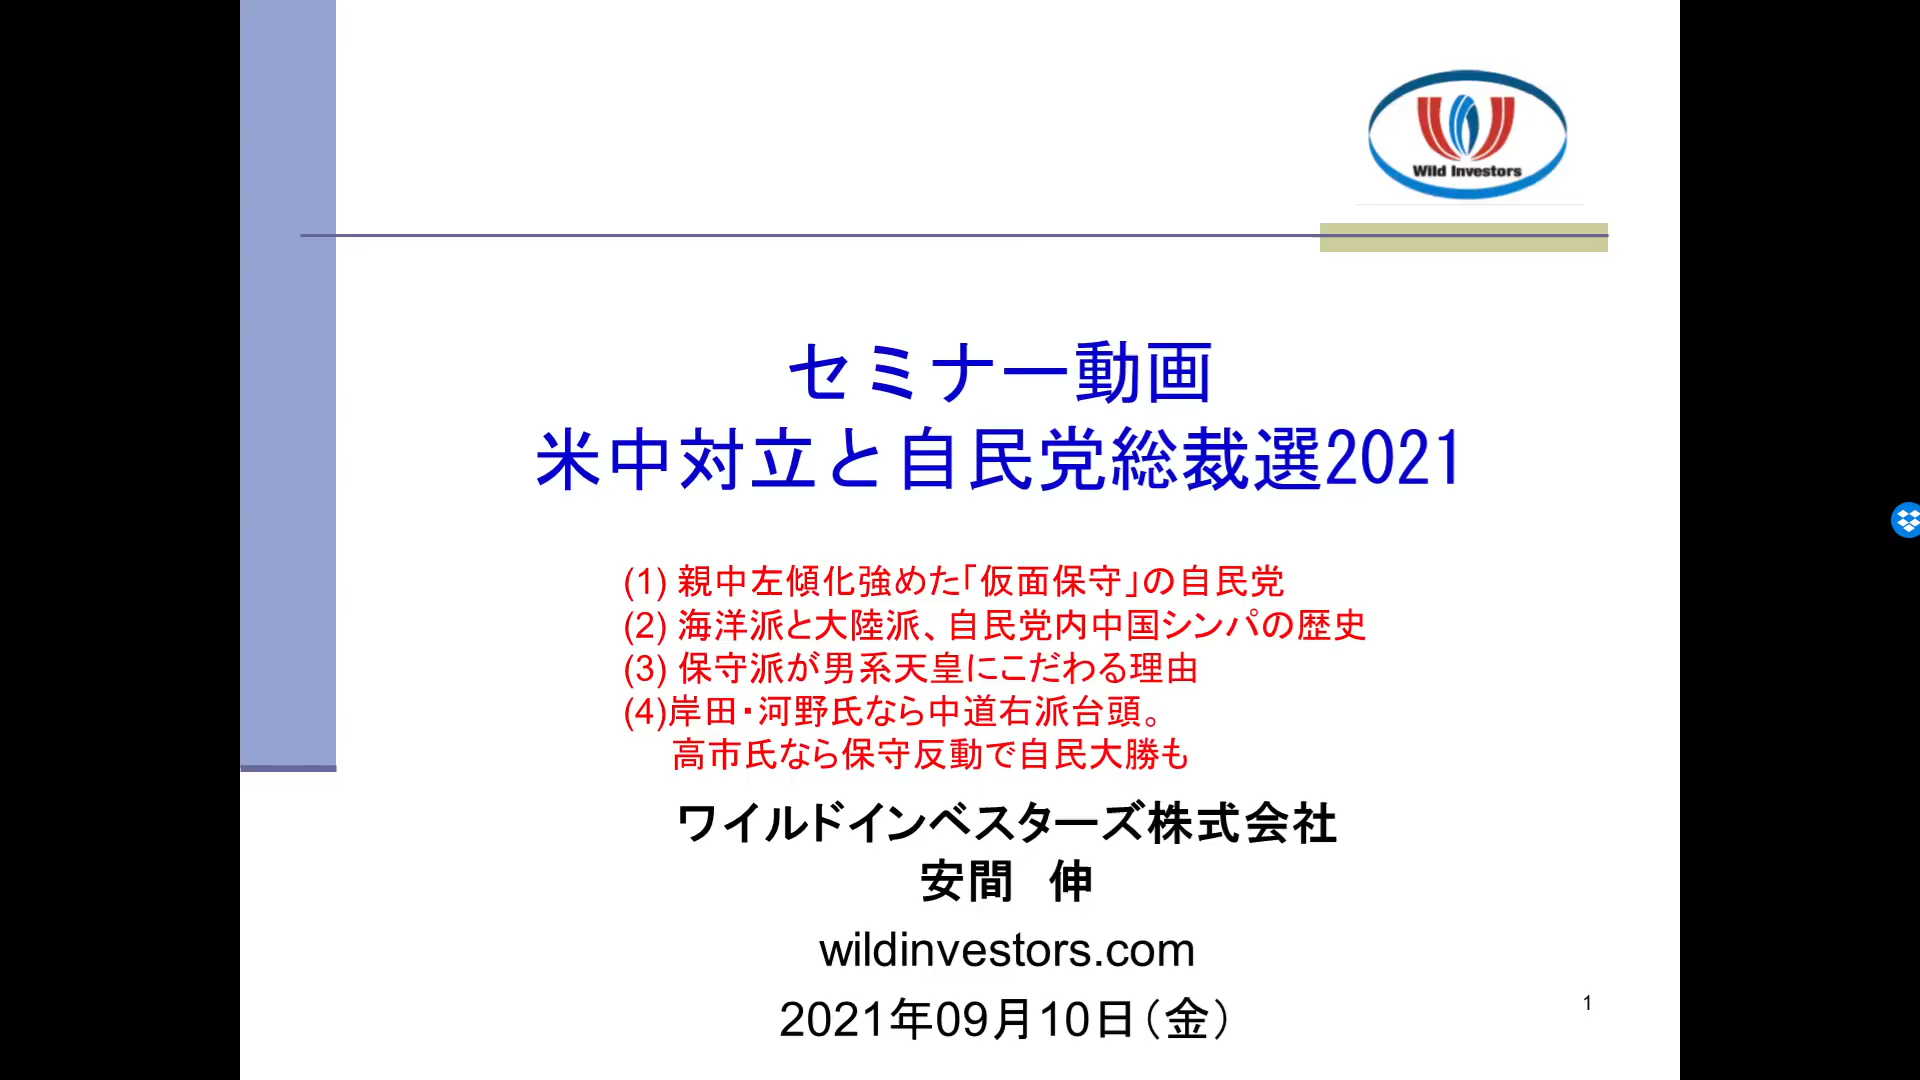 Wild Investors
セミナー動画
米中対立と自民党総裁選2021
(1) 親中左傾化強めた「仮面保守」の自民党
(2) 海洋派と大陸派、自民党内中国シンパの歴史
(3) 保守派が男系天皇にこだわる理由
(4)岸田・河野氏なら中道右派台頭。
高市氏なら保守反動で自民大勝も
ワイルドインベスターズ株式会社
安間　伸
wildinvestors.com
2021年09月10日（金）
1